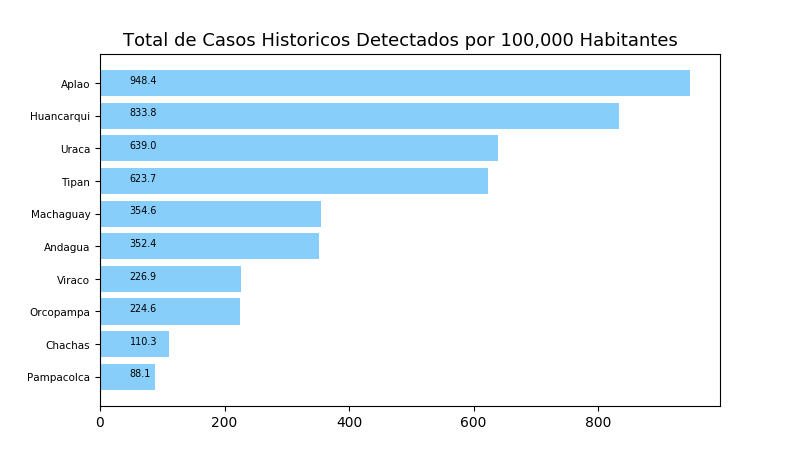 Total de Casos Historicos Detectados por 100,000 Habitantes
Aplao 948.4
Huancarqui 833.8
Uraca 639.0
Tipan 623.7
Machaguay 354.6
Andagua 352.4
Viraco 226.9
Orcopampa 224.6
Chachas 110.3
Pampacolca 88.1
0 200 400 600 800